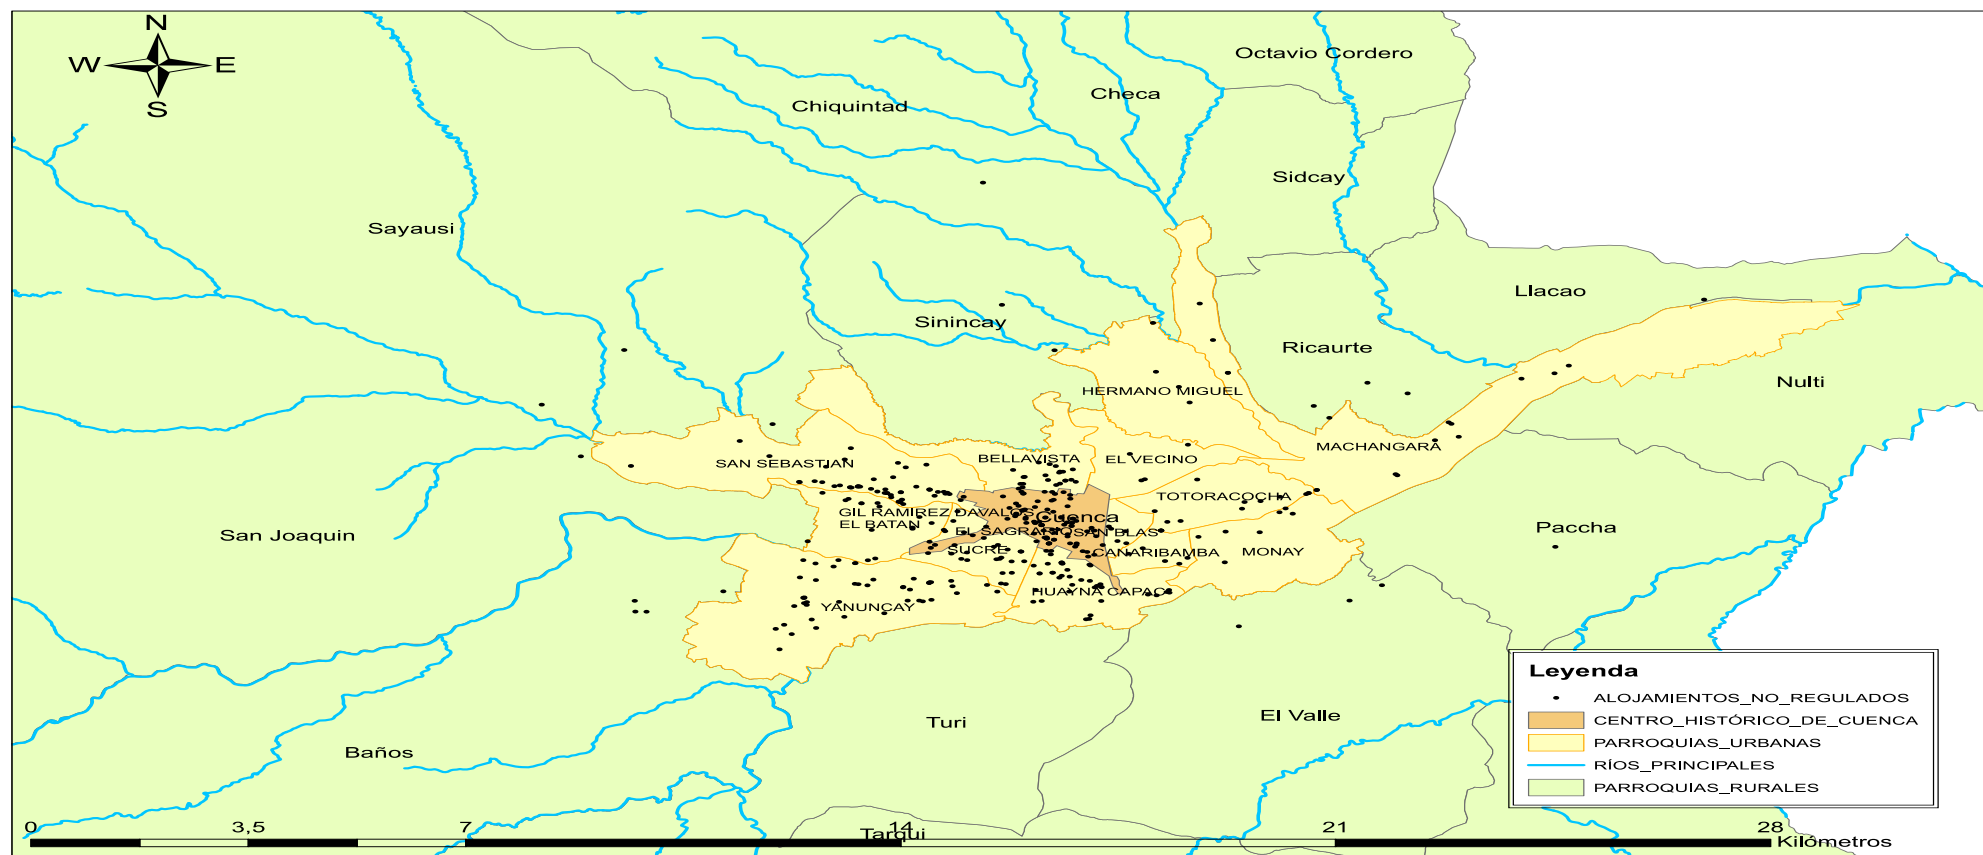 N
W E
S
Octavio Cordero
Checa
Chiquintad
Sidcay
Sayausi
Llacao
Sinincay
Ricaurte
Nulti
HERMANO MIGUEL
MACHANGARA
BELLAVISTA
EL VECINO
SAN SEBASTIAN
TOTORACOCHA
GIL RAMIREZ DAVALOS
Cuenca
EL BATAN
EL SAGRARIO
SAN BLAS
San Joaquin
Paccha
SUCRE
CANARIBAMBA
MONAY
HUAYNA CAPAC
YANUNCAY
Turi
El Valle
Baños
Tarqui
Leyenda
ALOJAMIENTOS_NO_REGULADOS
CENTRO_HISTÓRICO_DE_CUENCA
PARROQUIAS_URBANAS
RÍOS_PRINCIPALES
PARROQUIAS_RURALES
0 3,5 7 14 21 28
Kilómetros